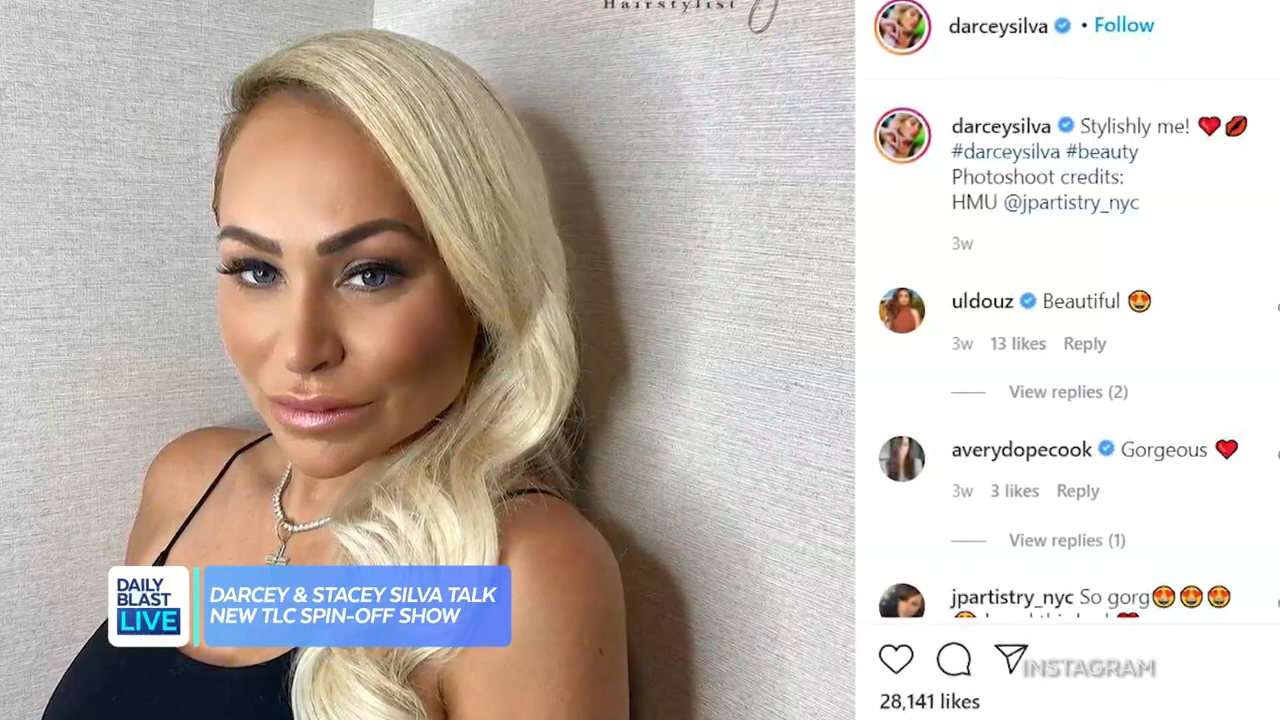 Hairstylist
darceysilva • Follow
darceysilva Stylishly me! ❤️💋
#darceysilva #beauty
Photoshoot credits:
HMU @jpartistry_nyc
3w
uldouz Beautiful 😍
3w 13 likes Reply
View replies (2)
averydopecook Gorgeous ❤️
3w 3 likes Reply
View replies (1)
jpartistry_nyc So gorg😍😍😍
INSTAGRAM
28,141 likes
DAILY
BLAST
LIVE
DARCEY & STACEY SILVA TALK
NEW TLC SPIN-OFF SHOW